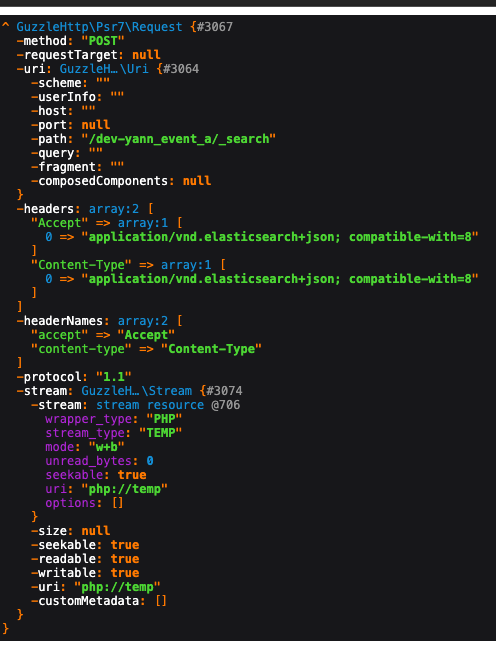 ^ GuzzleHttp\Psr7\Request {#3067
  -method: "POST"
  -requestTarget: null
  -uri: GuzzleH…\Uri {#3064
    -scheme: ""
    -userInfo: ""
    -host: ""
    -port: null
    -path: "/dev-yann_event_a/_search"
    -query: ""
    -fragment: ""
    -composedComponents: null
  }
  -headers: array:2 [
    "Accept" => array:1 [
      0 => "application/vnd.elasticsearch+json; compatible-with=8"
    ]
    "Content-Type" => array:1 [
      0 => "application/vnd.elasticsearch+json; compatible-with=8"
    ]
  ]
  -headerNames: array:2 [
    "accept" => "Accept"
    "content-type" => "Content-Type"
  ]
  -protocol: "1.1"
  -stream: GuzzleH…\Stream {#3074
    -stream: stream resource @706
      wrapper_type: "PHP"
      stream_type: "TEMP"
      mode: "w+b"
      unread_bytes: 0
      seekable: true
      uri: "php://temp"
      options: []
    }
    -size: null
    -seekable: true
    -readable: true
    -writable: true
    -uri: "php://temp"
    -customMetadata: []
  }
}